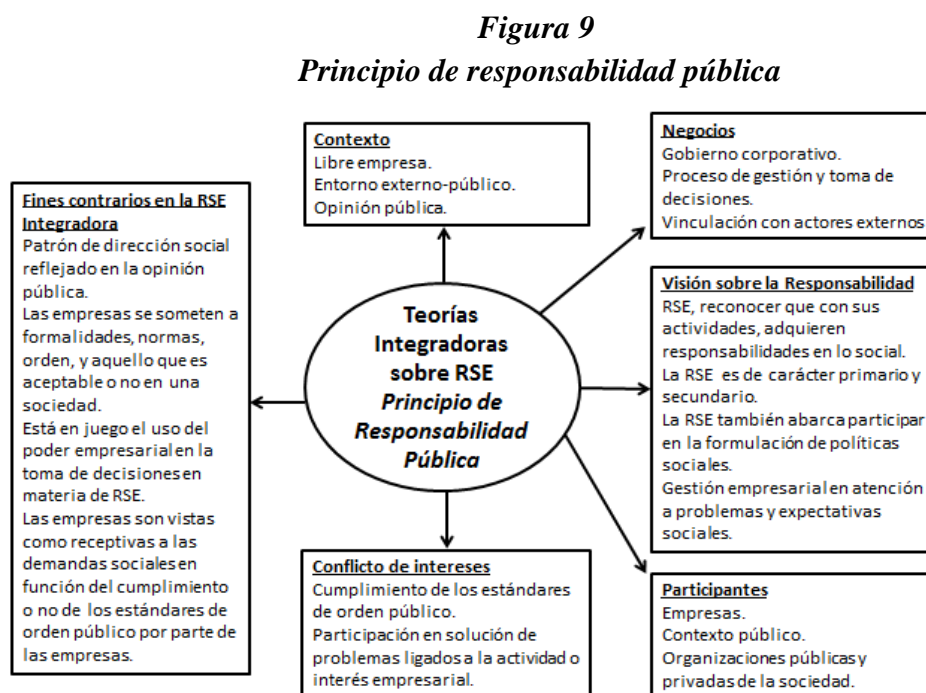 Figura 9
Principio de responsabilidad pública
Contexto
Libre empresa.
Entorno externo-público.
Opinión pública.
Negocios
Gobierno corporativo.
Proceso de gestión y toma de
decisiones.
Vinculación con actores externos
Fines contrarios en la RSE
Integradora
Patrón de dirección social
reflejado en la opinión
pública.
Las empresas se someten a
formalidades, normas,
orden, y aquello que es
aceptable o no en una
sociedad.
Está en juego el uso del
poder empresarial en la
toma de decisiones en
materia de RSE.
Las empresas son vistas
como receptivas a las
demandas sociales en
función del cumplimiento
o no de los estándares de
orden público por parte de
las empresas.
Teorías
Integradoras
sobre RSE
Principio de
Responsabilidad
Pública
Visión sobre la Responsabilidad
RSE, reconocer que con sus
actividades, adquieren
responsabilidades en lo social.
La RSE es de carácter primario y
secundario.
La RSE también abarca participar
en la formulación de políticas
sociales.
Gestión empresarial en atención
a problemas y expectativas
sociales.
Conflicto de intereses
Cumplimiento de los estándares
de orden público.
Participación en solución de
problemas ligados a la actividad o
interés empresarial.
Participantes
Empresas.
Contexto público.
Organizaciones públicas y
privadas de la sociedad.